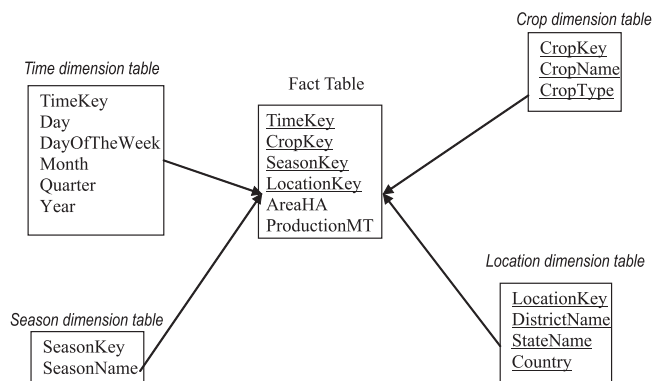 Crop dimension table
CropKey
CropName
CropType
Time dimension table
TimeKey
Day
DayOfTheWeek
Month
Quarter
Year
Fact Table
TimeKey
CropKey
SeasonKey
LocationKey
AreaHA
ProductionMT
Location dimension table
LocationKey
DistrictName
StateName
Country
Season dimension table
SeasonKey
SeasonName